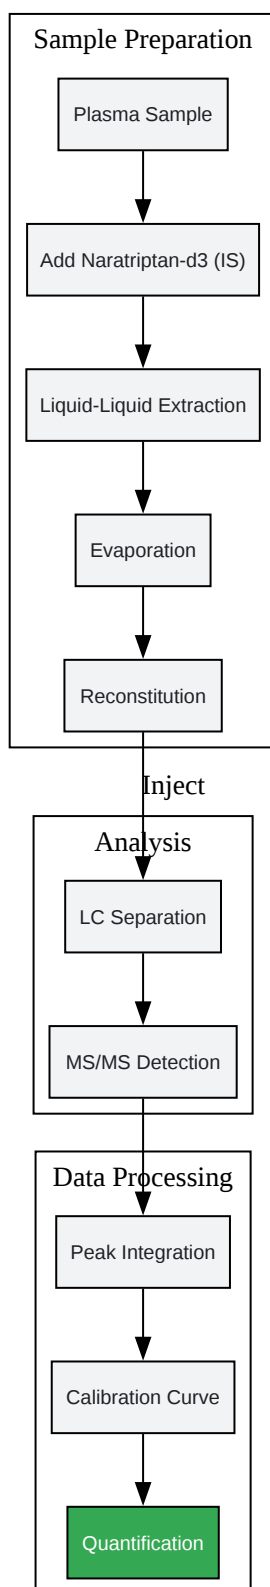 Sample Preparation
Plasma Sample
Add Naratriptan-d3 (IS)
Liquid-Liquid Extraction
Evaporation
Reconstitution
Inject
Analysis
LC Separation
MS/MS Detection
Data Processing
Peak Integration
Calibration Curve
Quantification